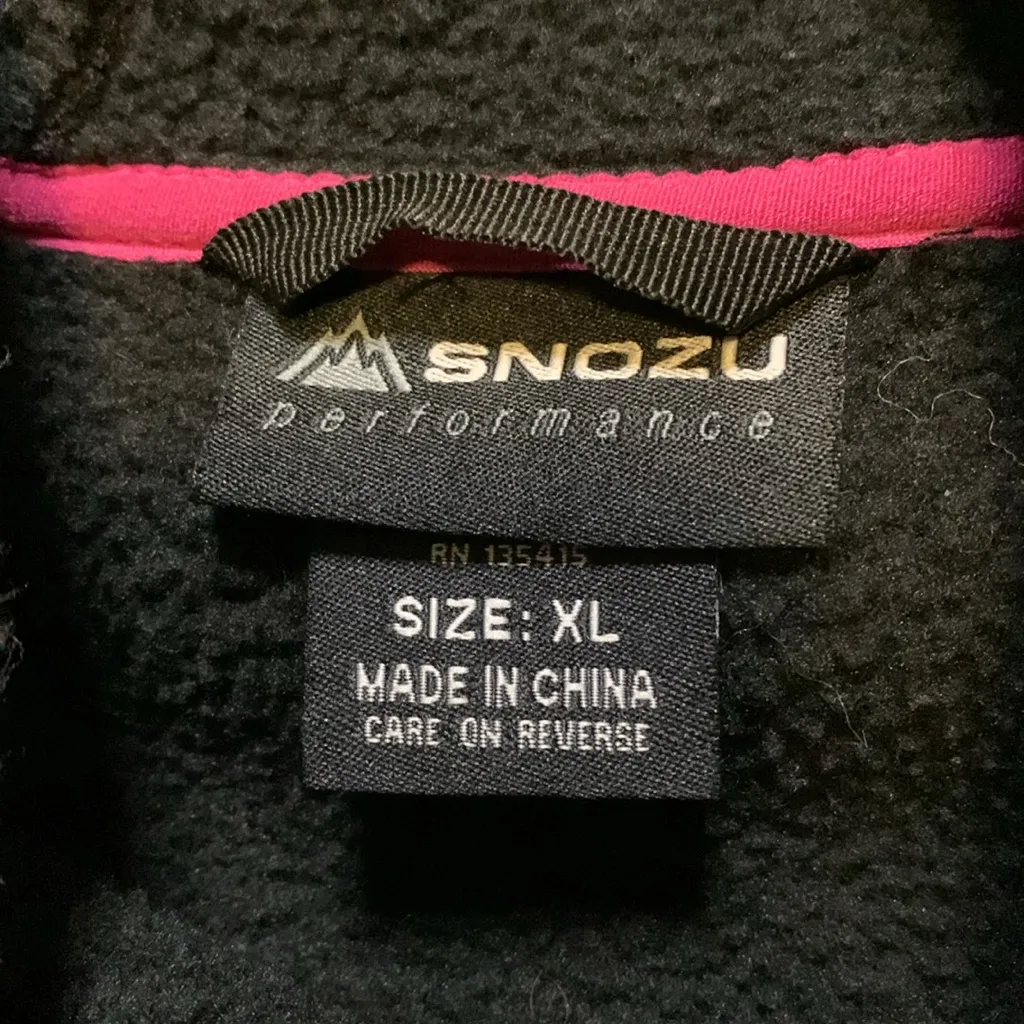 SNOZU
performance
RN 135415
SIZE: XL
MADE IN CHINA
CARE ON REVERSE